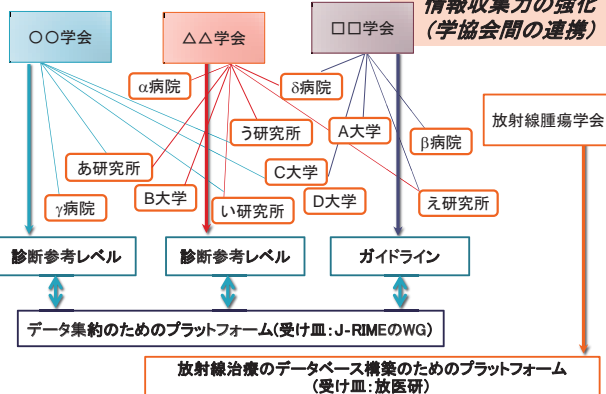 情報収集力の強化
(学協会間の連携)
○○学会
△△学会
□□学会
α病院
δ病院
う研究所
A大学
β病院
放射線腫瘍学会
あ研究所
C大学
B大学
D大学
え研究所
γ病院
い研究所
診断参考レベル
診断参考レベル
ガイドライン
データ集約のためのプラットフォーム(受け皿:J-RIMEのWG)
放射線治療のデータベース構築のためのプラットフォーム
(受け皿:放医研)